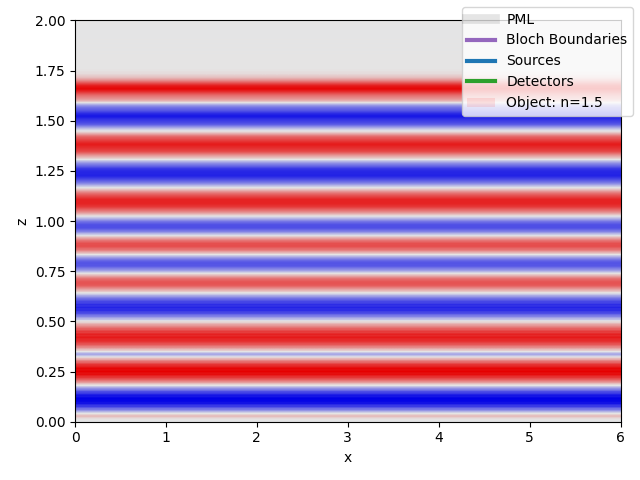 2.00
1.75
1.50
1.25
1.00
0.75
0.50
0.25
0.00
z
0 1 2 3 4 5 6
x
PML
Bloch Boundaries
Sources
Detectors
Object: n=1.5